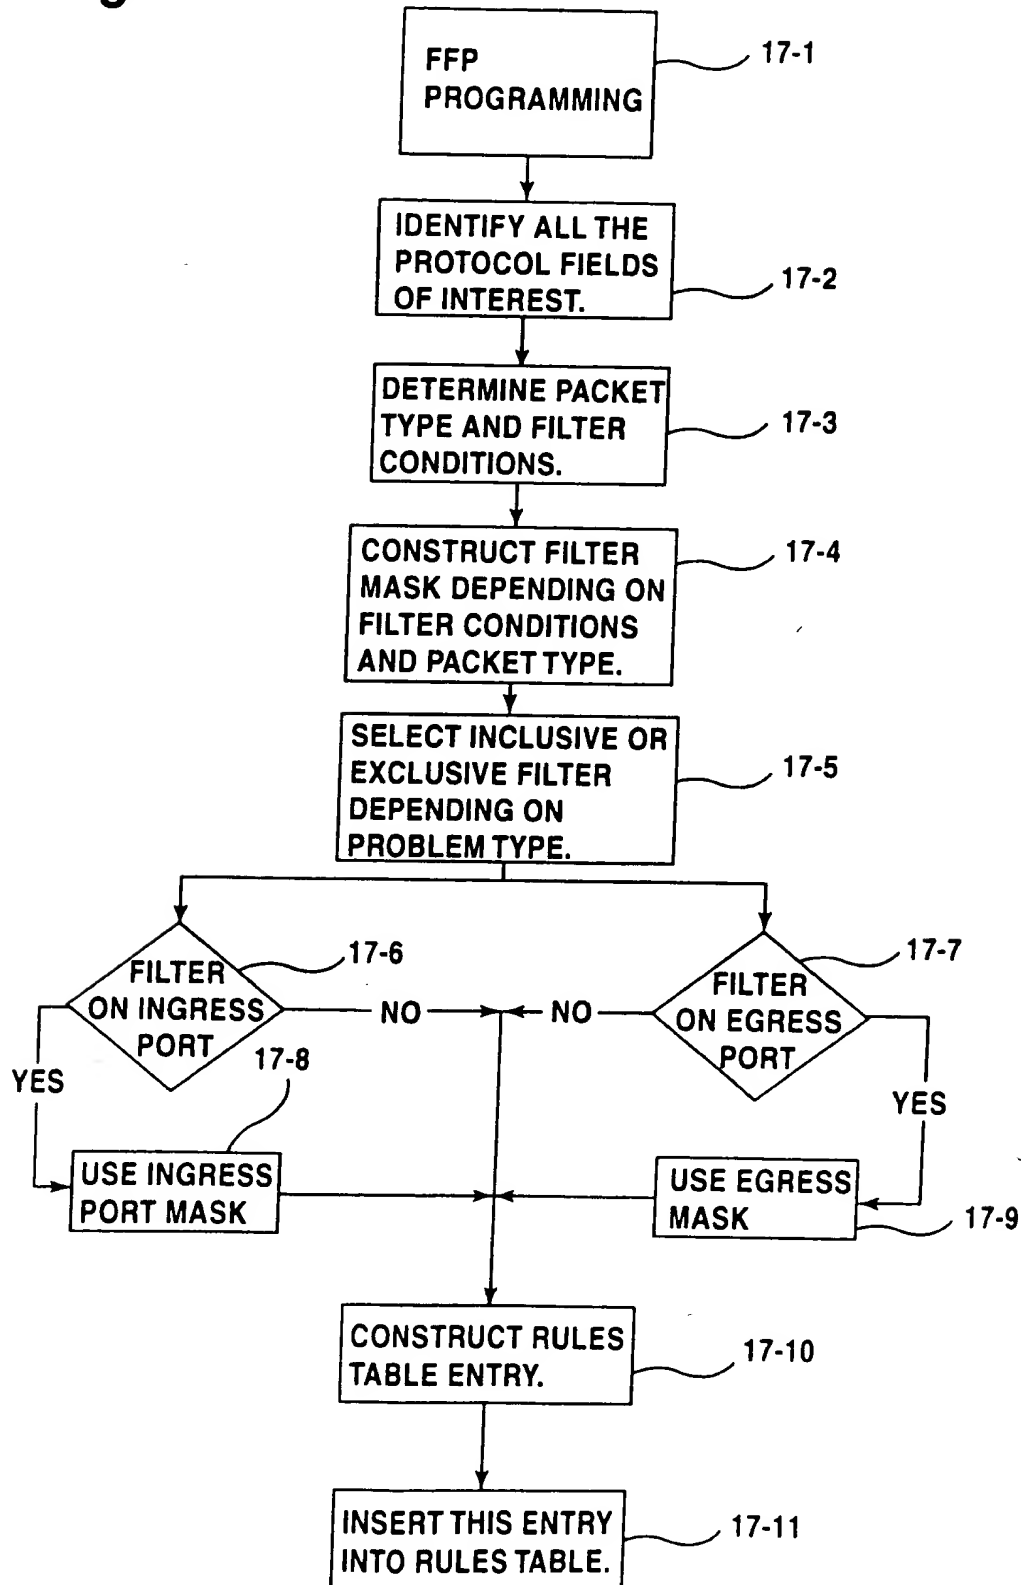 FFP
PROGRAMMING
17-1
IDENTIFY ALL THE
PROTOCOL FIELDS
OF INTEREST.
17-2
DETERMINE PACKET
TYPE AND FILTER
CONDITIONS.
17-3
CONSTRUCT FILTER
MASK DEPENDING ON
FILTER CONDITIONS
AND PACKET TYPE.
17-4
SELECT INCLUSIVE OR
EXCLUSIVE FILTER
DEPENDING ON
PROBLEM TYPE.
17-5
FILTER
ON INGRESS
PORT
17-6
NO
NO
FILTER
ON EGRESS
PORT
17-7
YES
17-8
YES
USE INGRESS
PORT MASK
USE EGRESS
MASK
17-9
CONSTRUCT RULES
TABLE ENTRY.
17-10
INSERT THIS ENTRY
INTO RULES TABLE.
17-11